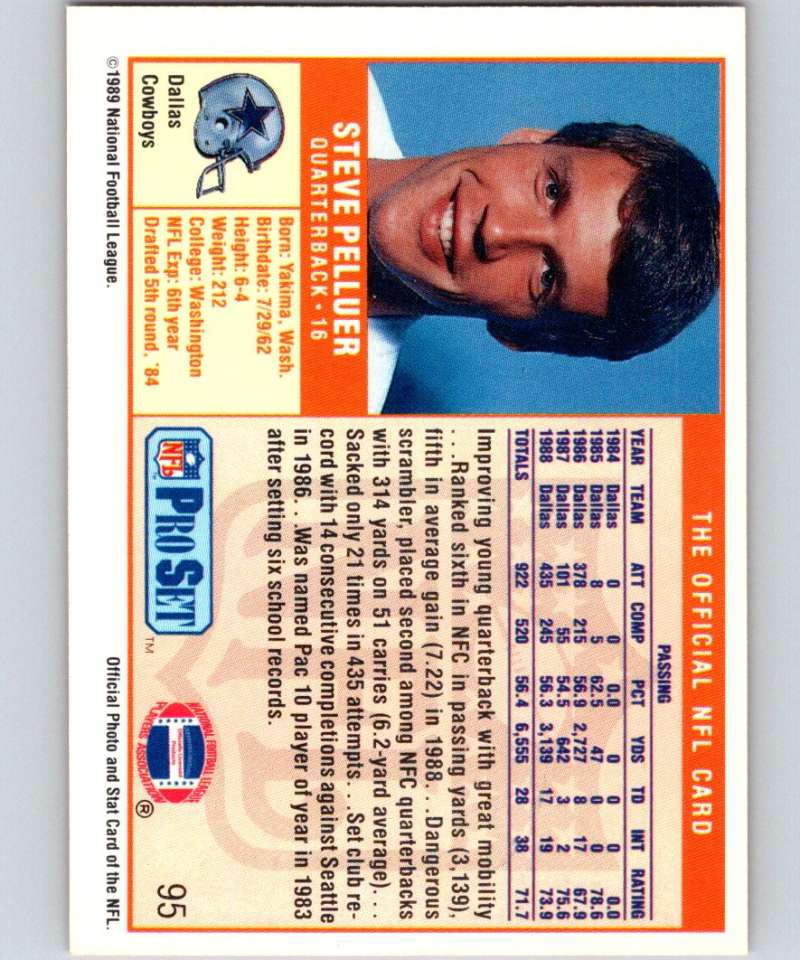 THE OFFICIAL NFL CARD
STEVE PELLUER
QUARTERBACK • 16
Dallas
Cowboys
Born: Yakima, Wash.
Birthdate: 7/29/62
Height: 6-4
Weight: 212
College: Washington
NFL Exp: 6th year
Drafted 5th round, '84
PASSING
YEAR TEAM ATT COMP PCT YDS TD INT RATING
1984 Dallas 0 0 0.0 0 0 0 0.0
1985 Dallas 8 5 62.5 47 0 0 78.6
1986 Dallas 378 215 56.9 2,727 8 17 67.9
1987 Dallas 101 55 54.5 642 3 2 75.6
1988 Dallas 435 245 56.3 3,139 17 19 73.9
TOTALS 922 520 56.4 6,555 28 38 71.7
Improving young quarterback with great mobility
. . .Ranked sixth in NFC in passing yards (3,139),
fifth in average gain (7.22) in 1988. . .Dangerous
scrambler, placed second among NFC quarterbacks
with 314 yards on 51 carries (6.2-yard average). . .
Sacked only 21 times in 435 attempts. . .Set club re-
cord with 14 consecutive completions against Seattle
in 1986. . .Was named Pac 10 player of year in 1983
after setting six school records.
NFL PRO SET ™
NATIONAL FOOTBALL LEAGUE
Officially Licensed
Product
PLAYERS ASSOCIATION
®
95
©1989 National Football League.
Official Photo and Stat Card of the NFL.